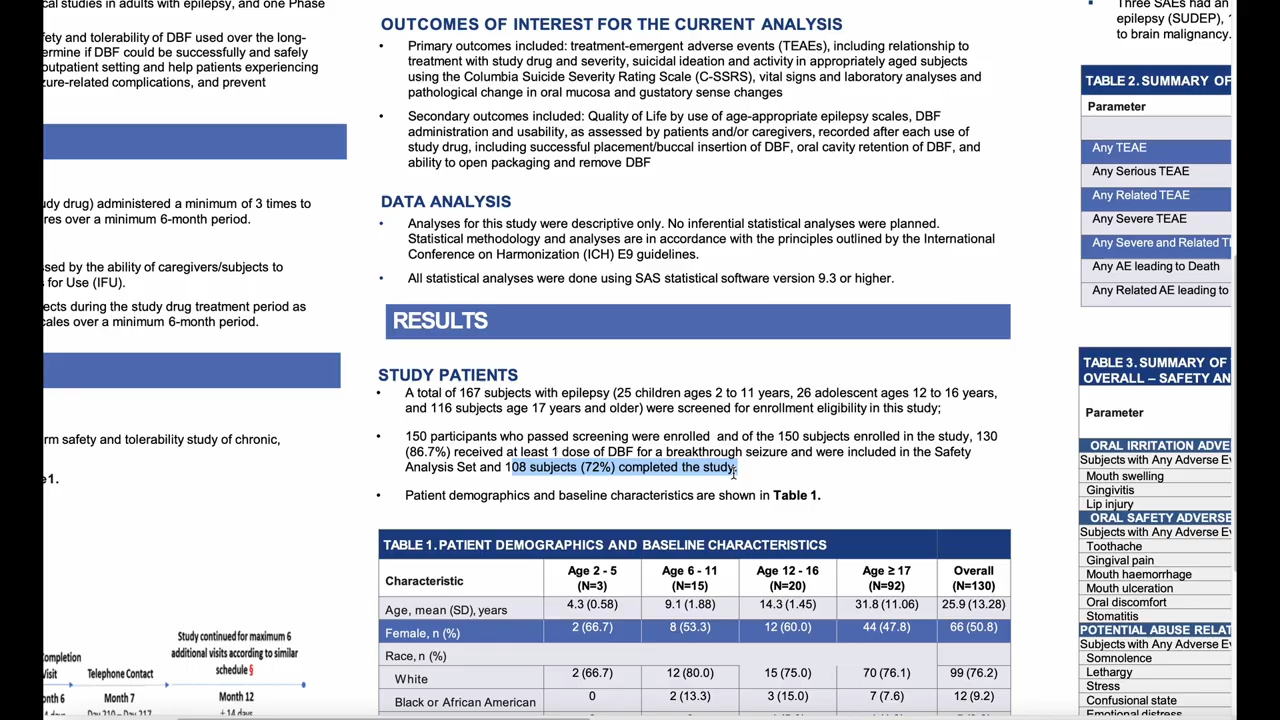 cal studies in adults with epilepsy, and one Phase
fety and tolerability of DBF used over the long-
ermine if DBF could be successfully and safely
outpatient setting and help patients experiencing
zure-related complications, and prevent
udy drug) administered a minimum of 3 times to
res over a minimum 6-month period.
ssed by the ability of caregivers/subjects to
for Use (IFU).
ects during the study drug treatment period as
cales over a minimum 6-month period.
rm safety and tolerability study of chronic,
e1.
Study continued for maximum 6
additional visits according to similar
schedule §
ompletion
Visit
Telephone Contact
onth 6
Month 7
Month 12
Day 210 – Day 217
± 14 days
OUTCOMES OF INTEREST FOR THE CURRENT ANALYSIS
• Primary outcomes included: treatment-emergent adverse events (TEAEs), including relationship to
treatment with study drug and severity, suicidal ideation and activity in appropriately aged subjects
using the Columbia Suicide Severity Rating Scale (C-SSRS), vital signs and laboratory analyses and
pathological change in oral mucosa and gustatory sense changes
• Secondary outcomes included: Quality of Life by use of age-appropriate epilepsy scales, DBF
administration and usability, as assessed by patients and/or caregivers, recorded after each use of
study drug, including successful placement/buccal insertion of DBF, oral cavity retention of DBF, and
ability to open packaging and remove DBF
DATA ANALYSIS
• Analyses for this study were descriptive only. No inferential statistical analyses were planned.
Statistical methodology and analyses are in accordance with the principles outlined by the International
Conference on Harmonization (ICH) E9 guidelines.
• All statistical analyses were done using SAS statistical software version 9.3 or higher.
RESULTS
STUDY PATIENTS
• A total of 167 subjects with epilepsy (25 children ages 2 to 11 years, 26 adolescent ages 12 to 16 years,
and 116 subjects age 17 years and older) were screened for enrollment eligibility in this study;
• 150 participants who passed screening were enrolled and of the 150 subjects enrolled in the study, 130
(86.7%) received at least 1 dose of DBF for a breakthrough seizure and were included in the Safety
Analysis Set and 108 subjects (72%) completed the study.
• Patient demographics and baseline characteristics are shown in Table 1.
TABLE 1. PATIENT DEMOGRAPHICS AND BASELINE CHARACTERISTICS
Characteristic Age 2 - 5 (N=3) Age 6 - 11 (N=15) Age 12 - 16 (N=20) Age ≥ 17 (N=92) Overall (N=130)
Age, mean (SD), years 4.3 (0.58) 9.1 (1.88) 14.3 (1.45) 31.8 (11.06) 25.9 (13.28)
Female, n (%) 2 (66.7) 8 (53.3) 12 (60.0) 44 (47.8) 66 (50.8)
Race, n (%)
White 2 (66.7) 12 (80.0) 15 (75.0) 70 (76.1) 99 (76.2)
Black or African American 0 2 (13.3) 3 (15.0) 7 (7.6) 12 (9.2)
▪ Three SAEs had an
epilepsy (SUDEP), 1
to brain malignancy.
TABLE 2. SUMMARY OF
Parameter
Any TEAE
Any Serious TEAE
Any Related TEAE
Any Severe TEAE
Any Severe and Related TE
Any AE leading to Death
Any Related AE leading to
TABLE 3. SUMMARY OF
OVERALL – SAFETY AN
Parameter
ORAL IRRITATION ADVE
Subjects with Any Adverse Ev
Mouth swelling
Gingivitis
Lip injury
ORAL SAFETY ADVERSE
Subjects with Any Adverse Ev
Toothache
Gingival pain
Mouth haemorrhage
Mouth ulceration
Oral discomfort
Stomatitis
POTENTIAL ABUSE RELAT
Subjects with Any Adverse Ev
Somnolence
Lethargy
Stress
Confusional state
Emotional distress